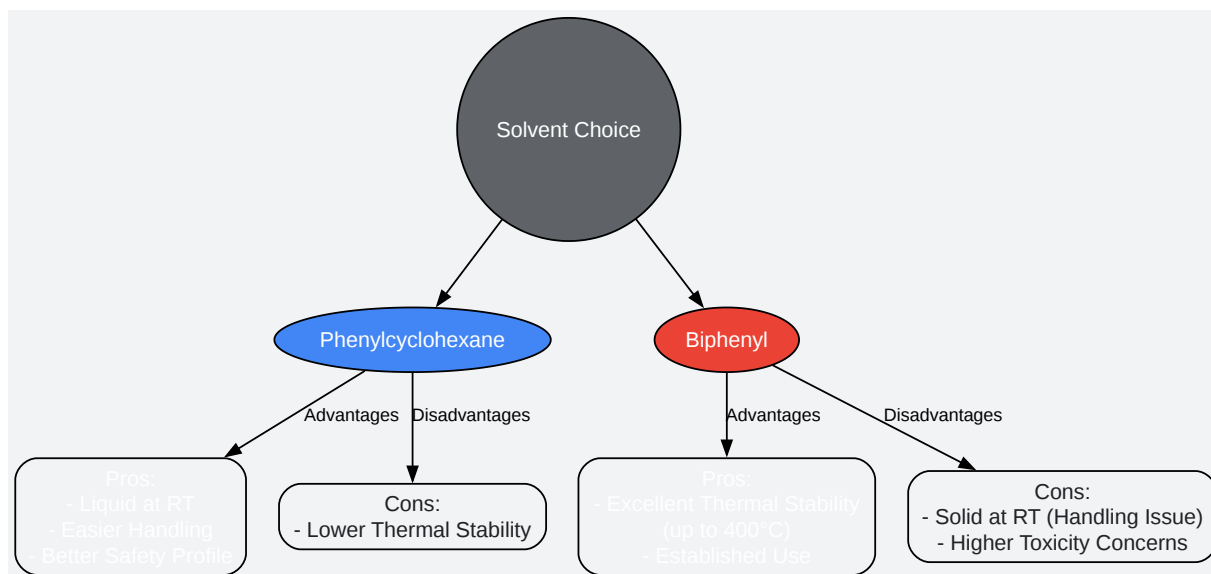 Solvent Choice
Phenylcyclohexane
Biphenyl
Advantages
Disadvantages
Advantages
Disadvantages
Pros:
- Liquid at RT
- Easier Handling
- Better Safety Profile
Cons:
- Lower Thermal Stability
Pros:
- Excellent Thermal Stability
(up to 400°C)
- Established Use
Cons:
- Solid at RT (Handling Issue)
- Higher Toxicity Concerns